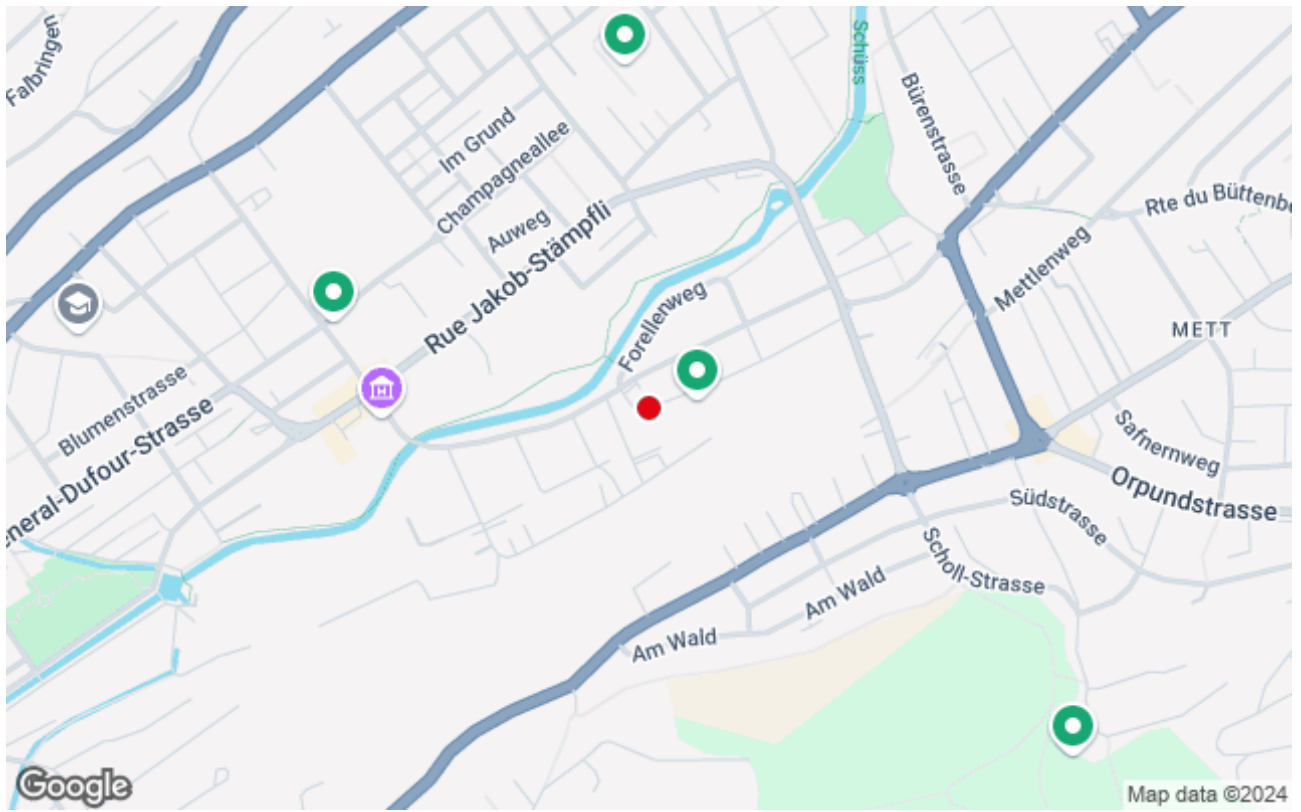 Falbringen
Schüss
Bürenstrasse
Im Grund
Champagneallee
Auweg
Rue Jakob-Stämpfli
Rte du Büttenbe
Mettlenweg
Forellenweg
METT
Blumenstrasse
eneral-Dufour-Strasse
Safnernweg
Orpundstrasse
Südstrasse
Scholl-Strasse
Am Wald
Am Wald
Google
Map data ©2024